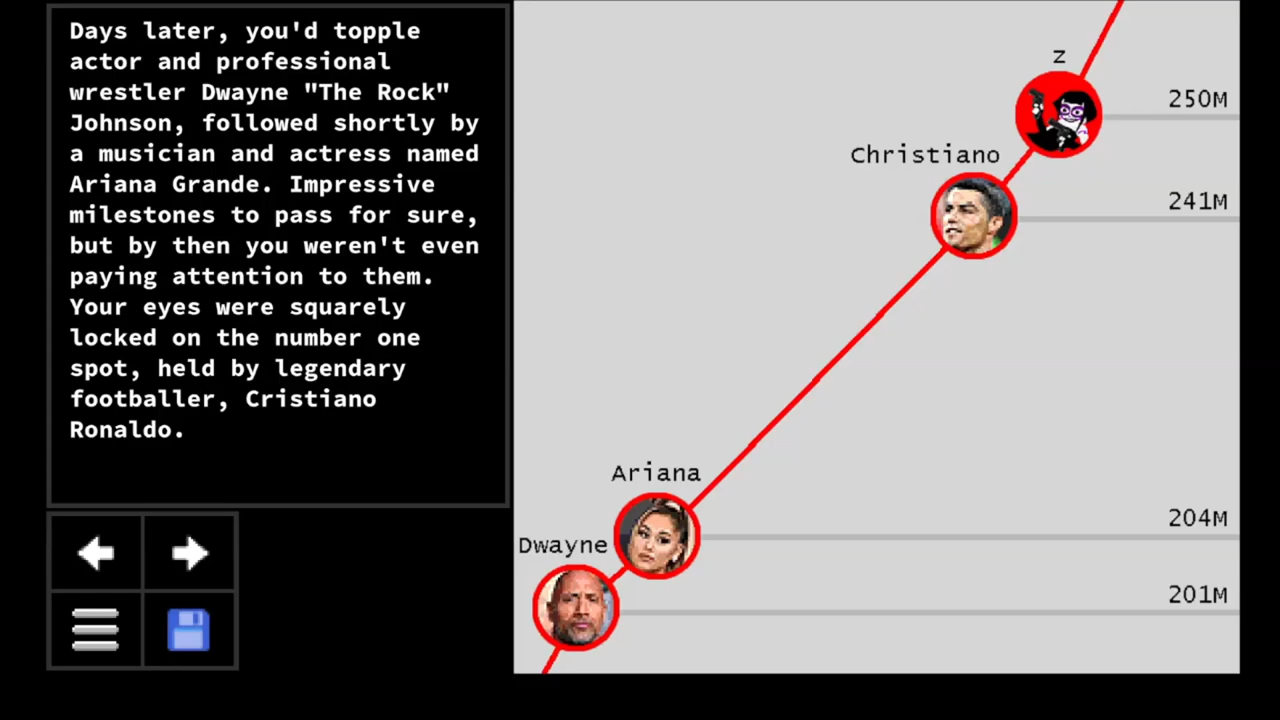 Days later, you'd topple
actor and professional
wrestler Dwayne "The Rock"
Johnson, followed shortly by
a musician and actress named
Ariana Grande. Impressive
milestones to pass for sure,
but by then you weren't even
paying attention to them.
Your eyes were squarely
locked on the number one
spot, held by legendary
footballer, Cristiano
Ronaldo.
z
250M
Christiano
241M
Ariana
204M
Dwayne
201M